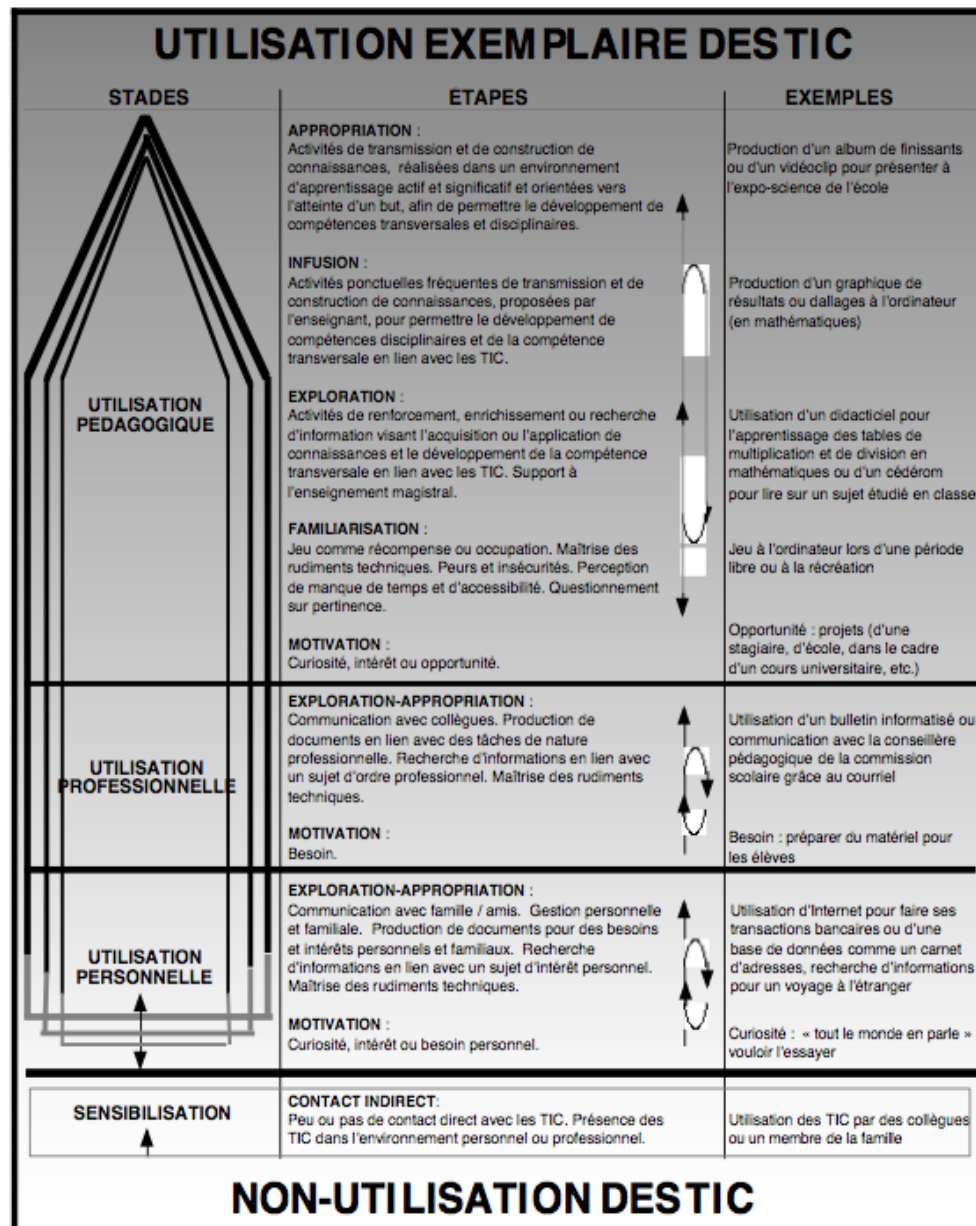 UTILISATION EXEMPLAIRE DES TIC
STADES
ÉTAPES
EXEMPLES
APPROPRIATION :
Activités de transmission et de construction de
connaissances, réalisées dans un environnement
d'apprentissage actif et significatif et orientées vers
l'atteinte d'un but, afin de permettre le développement de
compétences transversales et disciplinaires.
Production d'un album de finissants
ou d'un vidéoclip pour présenter à
l'expo-science de l'école
INFUSION :
Activités ponctuelles fréquentes de transmission et de
construction de connaissances, proposées par
l'enseignant, pour permettre le développement de
compétences disciplinaires et de la compétence
transversale en lien avec les TIC.
Production d'un graphique de
résultats ou dallages à l'ordinateur
(en mathématiques)
UTILISATION
PEDAGOGIQUE
EXPLORATION :
Activités de renforcement, enrichissement ou recherche
d'information visant l'acquisition ou l'application de
connaissances et le développement de la compétence
transversale en lien avec les TIC. Support à
l'enseignement magistral.
Utilisation d'un didacticiel pour
l'apprentissage des tables de
multiplication et de division en
mathématiques ou d'un cédérom
pour lire sur un sujet étudié en classe
FAMILIARISATION :
Jeu comme récompense ou occupation. Maîtrise des
rudiments techniques. Peurs et insécurités. Perception
de manque de temps et d'accessibilité. Questionnement
sur pertinence.
Jeu à l'ordinateur lors d'une période
libre ou à la récréation
MOTIVATION :
Curiosité, intérêt ou opportunité.
Opportunité : projets (d'une
stagiaire, d'école, dans le cadre
d'un cours universitaire, etc.)
UTILISATION
PROFESSIONNELLE
EXPLORATION-APPROPRIATION :
Communication avec collègues. Production de
documents en lien avec des tâches de nature
professionnelle. Recherche d'informations en lien avec
un sujet d'ordre professionnel. Maîtrise des rudiments
techniques.
Utilisation d'un bulletin informatisé ou
communication avec la conseillère
pédagogique de la commission
scolaire grâce au courriel
MOTIVATION :
Besoin.
Besoin : préparer du matériel pour
les élèves
UTILISATION
PERSONNELLE
EXPLORATION-APPROPRIATION :
Communication avec famille / amis. Gestion personnelle
et familiale. Production de documents pour des besoins
et intérêts personnels et familiaux. Recherche
d'informations en lien avec un sujet d'intérêt personnel.
Maîtrise des rudiments techniques.
Utilisation d'Internet pour faire ses
transactions bancaires ou d'une
base de données comme un carnet
d'adresses, recherche d'informations
pour un voyage à l'étranger
MOTIVATION :
Curiosité, intérêt ou besoin personnel.
Curiosité : « tout le monde en parle »
vouloir l'essayer
SENSIBILISATION
CONTACT INDIRECT:
Peu ou pas de contact direct avec les TIC. Présence des
TIC dans l'environnement personnel ou professionnel.
Utilisation des TIC par des collègues
ou un membre de la famille
NON-UTILISATION DES TIC